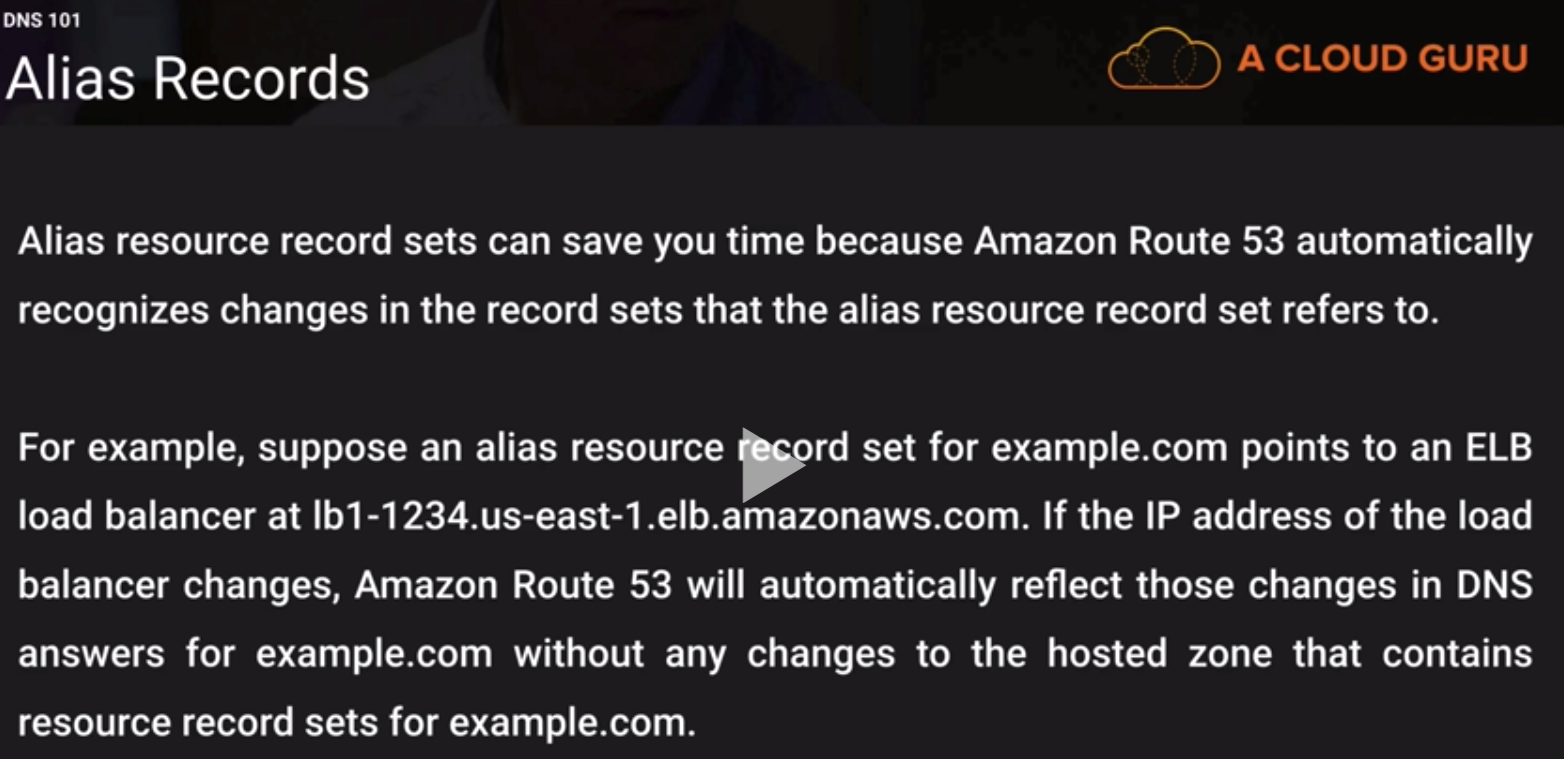 DNS 101
Alias Records
A CLOUD GURU
Alias resource record sets can save you time because Amazon Route 53 automatically
recognizes changes in the record sets that the alias resource record set refers to.
For example, suppose an alias resource record set for example.com points to an ELB
load balancer at lb1-1234.us-east-1.elb.amazonaws.com. If the IP address of the load
balancer changes, Amazon Route 53 will automatically reflect those changes in DNS
answers for example.com without any changes to the hosted zone that contains
resource record sets for example.com.